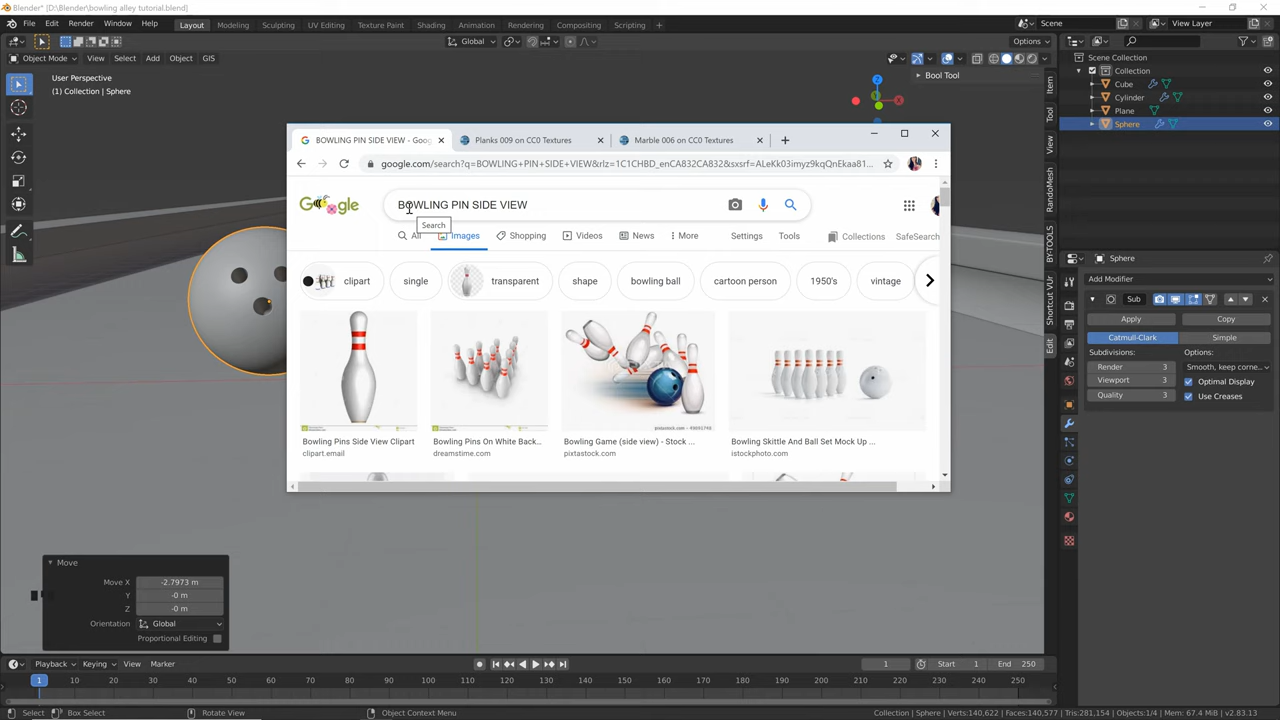 Blender* [D:\Blender\bowling alley tutorial.blend]
File Edit Render Window Help Layout Modeling Sculpting UV Editing Texture Paint Shading Animation Rendering Compositing Scripting + Scene View Layer
Global Options
Object Mode View Select Add Object GIS
User Perspective
(1) Collection | Sphere
Z
X
Bool Tool
Item
Tool
View
RandoMesh
BY-TOOLS
Shortcut VUr
Edit
Scene Collection
Collection
Cube
Cylinder
Plane
Sphere
BOWLING PIN SIDE VIEW - Goog
Planks 009 on CC0 Textures
Marble 006 on CC0 Textures
google.com/search?q=BOWLING+PIN+SIDE+VIEW&rlz=1C1CHBD_enCA832CA832&sxsrf=ALeKk03imyz9kqQnEkaa81...
BOWLING PIN SIDE VIEW
Search
All Images Shopping Videos News More Settings Tools Collections SafeSearch
clipart single transparent shape bowling ball cartoon person 1950's vintage
Bowling Pins Side View Clipart
clipart.email
Bowling Pins On White Back...
dreamstime.com
Bowling Game (side view) - Stock ...
pixtastock.com
Bowling Skittle And Ball Set Mock Up ...
istockphoto.com
Sphere
Add Modifier
Sub
Apply Copy
Catmull-Clark Simple
Subdivisions: Options:
Render 3 Smooth, keep corne..
Viewport 3 Optimal Display
Quality 3 Use Creases
Move
Move X -2.7973 m
Y -0 m
Z -0 m
Orientation Global
Proportional Editing
Playback Keying View Marker 1 Start 1 End 250
1 10 20 30 40 50 60 70 80 90 100 110 120 130 140 150 160 170 180 190 200 210 220 230 240 250
Select Box Select Rotate View Object Context Menu Collection | Sphere | Verts:140,622 | Faces:140,577 | Tris:281,154 | Objects:1/4 | Mem: 67.4 MiB | v2.83.13